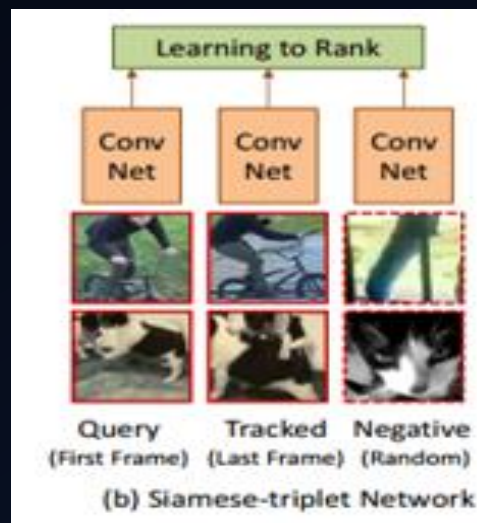 Learning to Rank
Conv Net
Conv Net
Conv Net
Query Tracked Negative
(First Frame) (Last Frame) (Random)
(b) Siamese-triplet Network